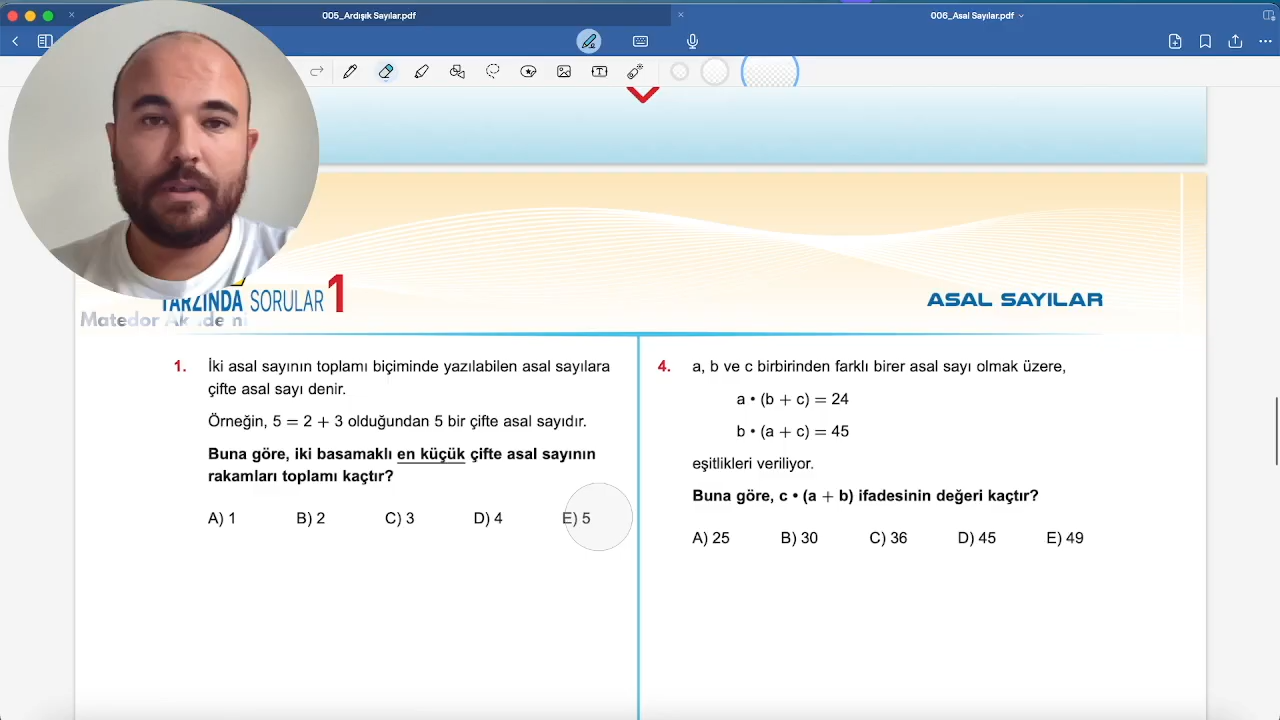 005_Ardışık Sayılar.pdf
006_Asal Sayılar.pdf
TARZINDA SORULAR 1
ASAL SAYILAR
Matedor Akademi
1. İki asal sayının toplamı biçiminde yazılabilen asal sayılara
çifte asal sayı denir.
Örneğin, 5 = 2 + 3 olduğundan 5 bir çifte asal sayıdır.
Buna göre, iki basamaklı en küçük çifte asal sayının
rakamları toplamı kaçtır?
A) 1 B) 2 C) 3 D) 4 E) 5
4. a, b ve c birbirinden farklı birer asal sayı olmak üzere,
a • (b + c) = 24
b • (a + c) = 45
eşitlikleri veriliyor.
Buna göre, c • (a + b) ifadesinin değeri kaçtır?
A) 25 B) 30 C) 36 D) 45 E) 49